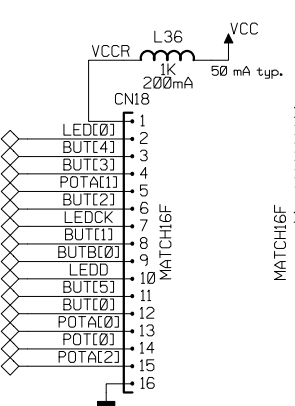 L36
VCC
VCCR
1K
200mA
50 mA typ.
CN18
1
LED[0] 2
BUT[4] 3
BUT[3] 4
POTA[1] 5
BUT[2] 6
LEDCK 7
BUT[1] 8
BUTB[0] 9
LEDD 10
BUT[5] 11
BUT[0] 12
POTA[0] 13
POT[0] 14
POTA[2] 15
16
MATCH16F
MATCH16F